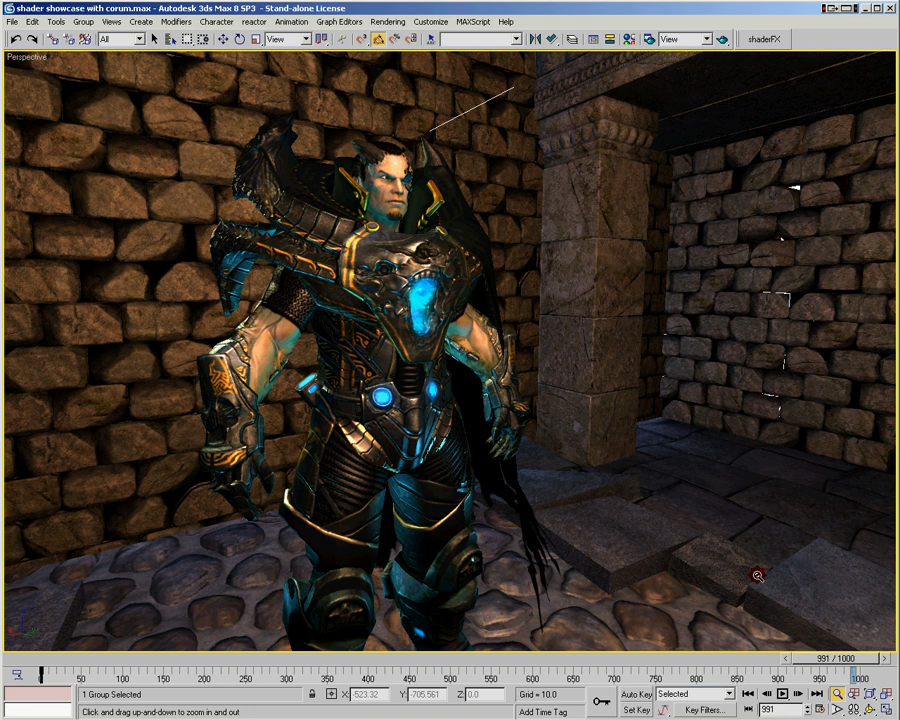 shader showcase with corum.max - Autodesk 3ds Max 8 SP3 - Stand-alone License
File Edit Tools Group Views Create Modifiers Character reactor Animation Graph Editors Rendering Customize MAXScript Help
All View View shaderFX
Perspective
991 / 1000
50 100 150 200 250 300 350 400 450 500 550 600 650 700 750 800 850 900 950 1000
1 Group Selected X: -523.32 Y: -705.561 Z: 0.0 Grid = 10.0 Auto Key Selected
Click and drag up-and-down to zoom in and out Add Time Tag Set Key Key Filters... 991